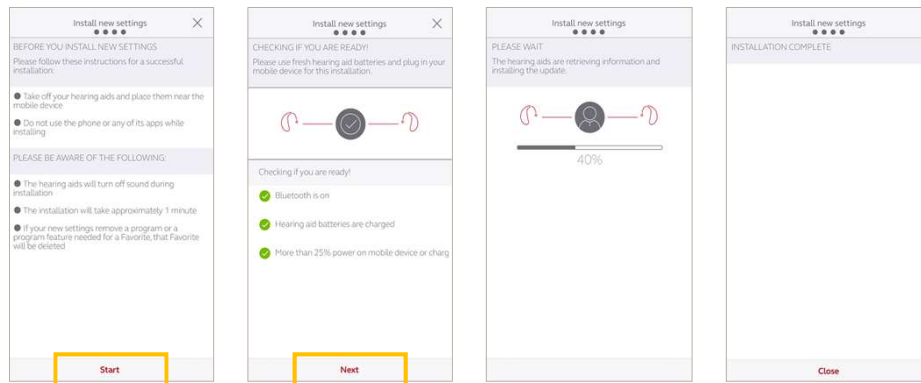 Install new settings
BEFORE YOU INSTALL NEW SETTINGS
Please follow these instructions for a successful
installation:
Take off your hearing aids and place them near the
mobile device
Do not use the phone or any of its apps while
installing
PLEASE BE AWARE OF THE FOLLOWING:
The hearing aids will turn off sound during
installation
The installation will take approximately 1 minute
If your new settings remove a program or a
program feature needed for a Favorite, that Favorite
will be deleted
Start
Install new settings
CHECKING IF YOU ARE READY!
Please use fresh hearing aid batteries and plug in your
mobile device for this installation.
Checking if you are ready!
Bluetooth is on
Hearing aid batteries are charged
More than 25% power on mobile device or charg
Next
Install new settings
PLEASE WAIT
The hearing aids are retrieving information and
installing the update.
40%
Install new settings
INSTALLATION COMPLETE
Close